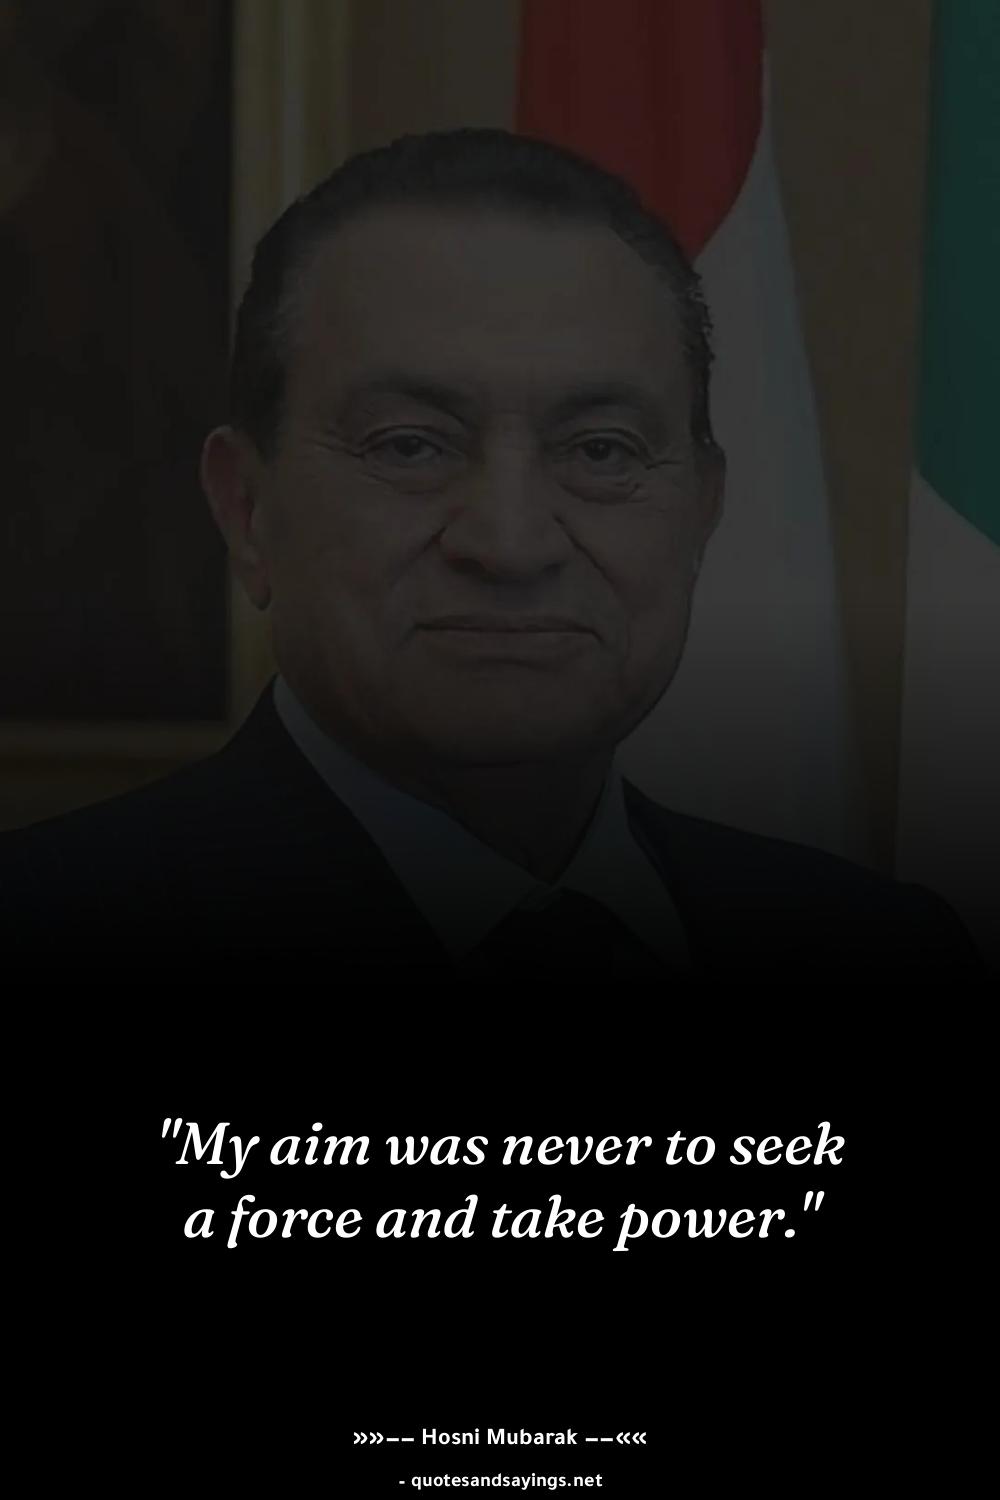 "My aim was never to seek
a force and take power."
»»–– Hosni Mubarak ––««
- quotesandsayings.net